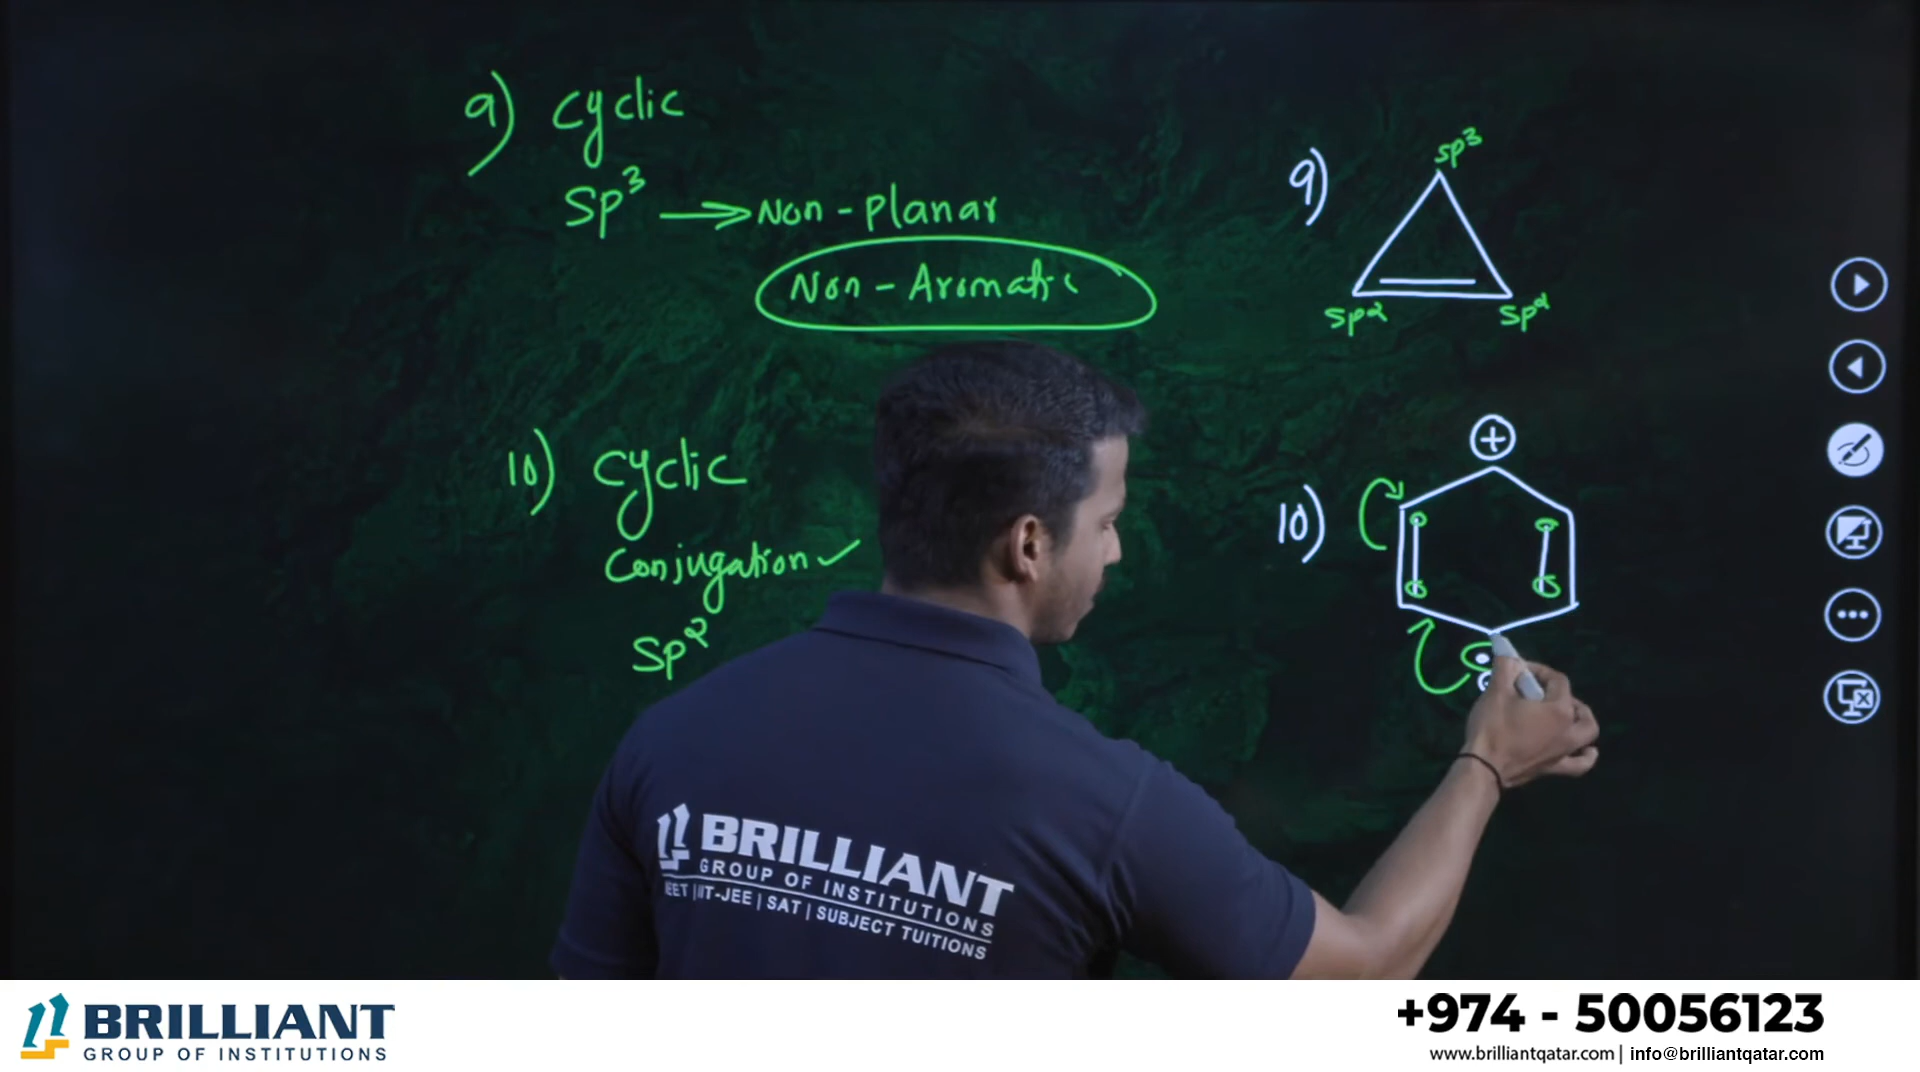 9) cyclic
sp³ → Non-planar
Non-Aromatic
10) cyclic
Conjugation ✓
sp²
9)
sp³
sp² sp²
10)
+
BRILLIANT
GROUP OF INSTITUTIONS
NEET | IIT-JEE | SAT | SUBJECT TUITIONS
BRILLIANT
GROUP OF INSTITUTIONS
+974 - 50056123
www.brilliantqatar.com | info@brilliantqatar.com